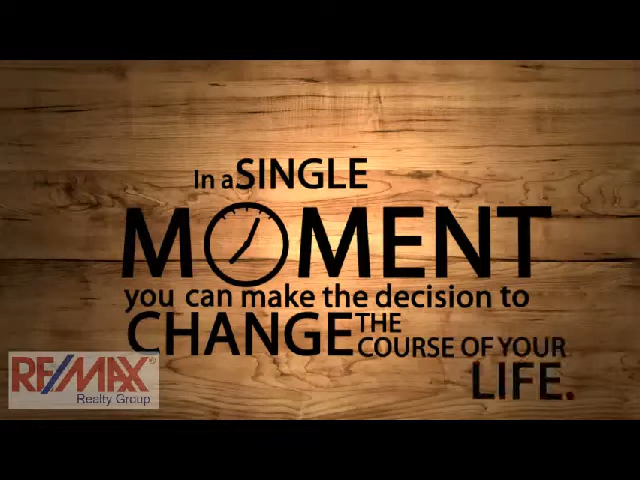 In a SINGLE
MOMENT
you can make the decision to
CHANGE THE
COURSE OF YOUR
LIFE.
RE/MAX®
Realty Group